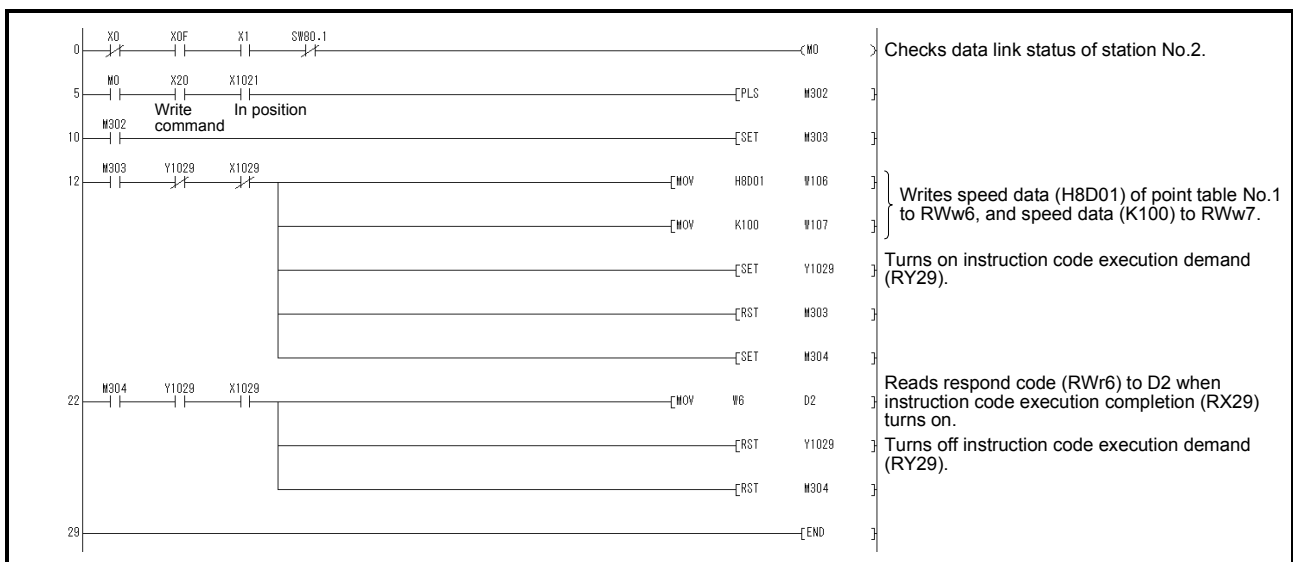 X0 X0F X1 SW80.1
0 (M0 ) Checks data link status of station No.2.
M0 X20 X1021
5 [PLS M302 ]
Write In position
command
M302
10 [SET M303 ]
M303 Y1029 X1029
12 [MOV H8D01 W106 ]
Writes speed data (H8D01) of point table No.1
to RWw6, and speed data (K100) to RWw7.
[MOV K100 W107 ]
Turns on instruction code execution demand
[SET Y1029 ]
(RY29).
[RST M303 ]
[SET M304 ]
M304 Y1029 X1029
Reads respond code (RWr6) to D2 when
22 [MOV W6 D2 ] instruction code execution completion (RX29)
turns on.
[RST Y1029 ] Turns off instruction code execution demand
(RY29).
[RST M304 ]
29 [END ]